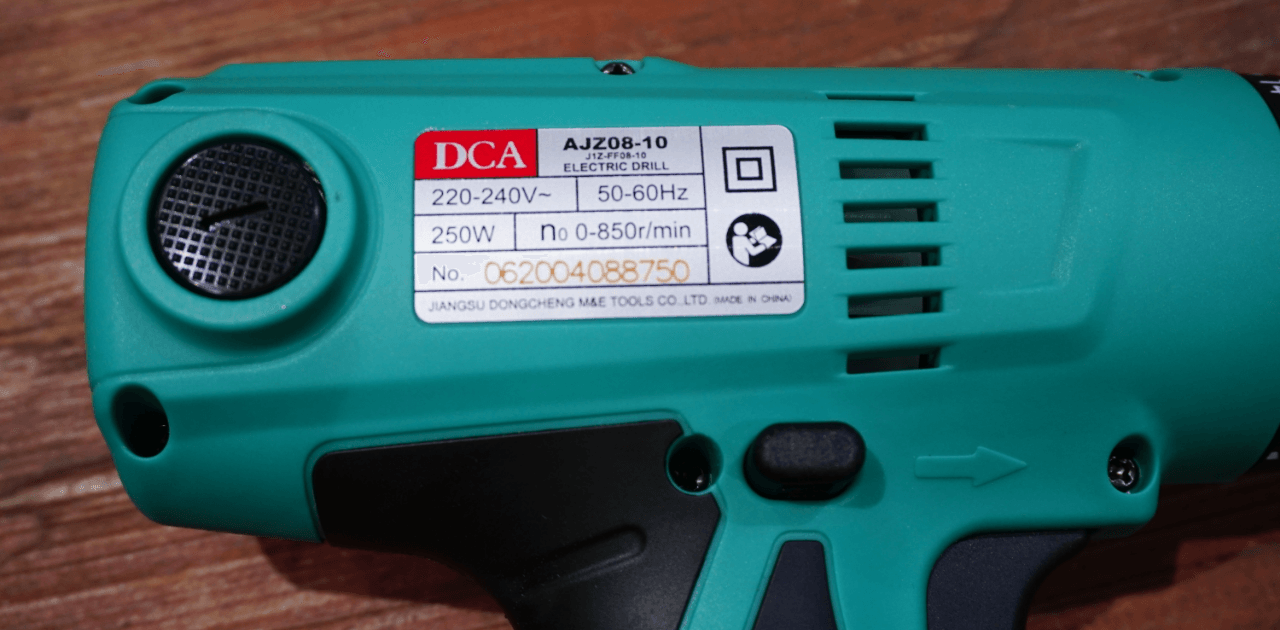 DCA
AJZ08-10
J1Z-FF08-10
ELECTRIC DRILL
220-240V~ 50-60Hz
250W n₀ 0-850r/min
No. 062004088750
JIANGSU DONGCHENG M&E TOOLS CO.,LTD. (MADE IN CHINA)